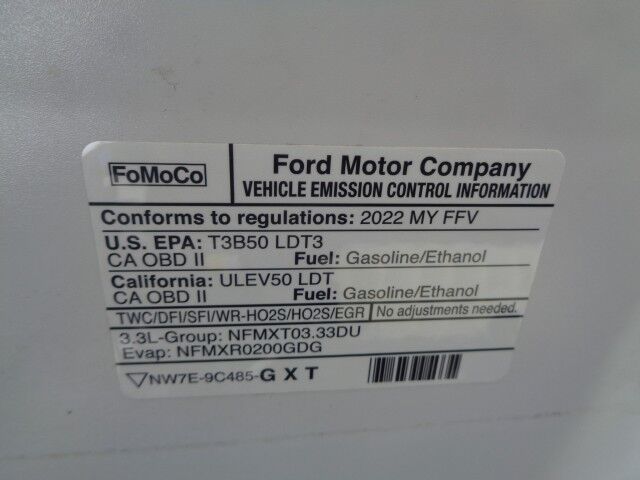 FoMoCo
Ford Motor Company
VEHICLE EMISSION CONTROL INFORMATION
Conforms to regulations: 2022 MY FFV
U.S. EPA: T3B50 LDT3
CA OBD II Fuel: Gasoline/Ethanol
California: ULEV50 LDT
CA OBD II Fuel: Gasoline/Ethanol
TWC/DFI/SFI/WR-HO2S/HO2S/EGR No adjustments needed.
3.3L-Group: NFMXT03.33DU
Evap: NFMXR0200GDG
NW7E-9C485-GXT